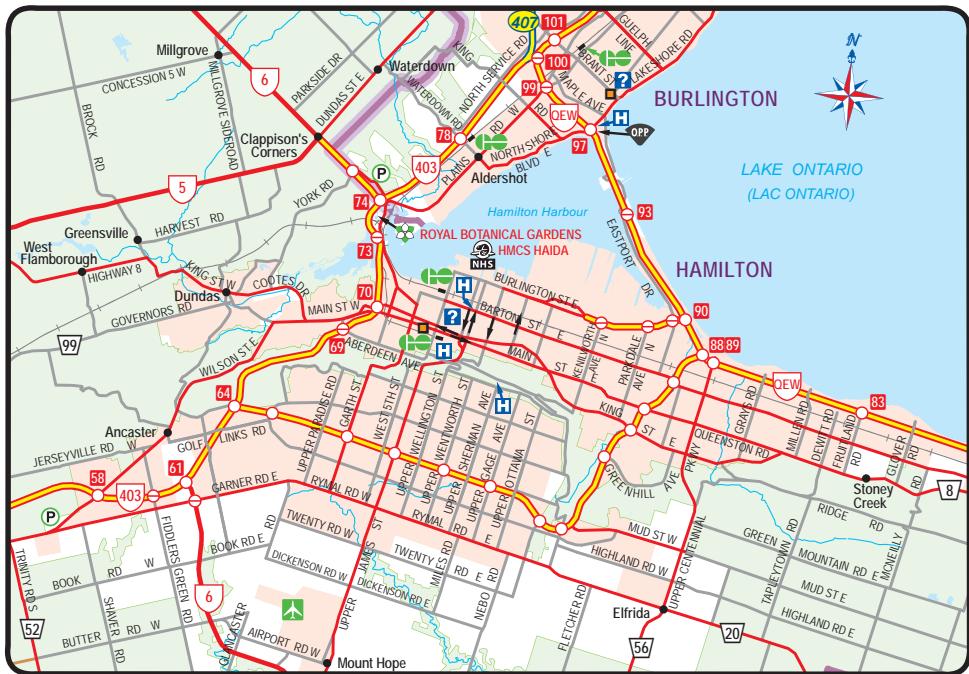 407
101
GUELPH
LINE
BRANT ST
LAKESHORE RD
KING
RD
NORTH SERVICE RD
100
MAPLE AVE
99
?
H
QEW
OPP
97
BURLINGTON
N
Millgrove
CONCESSION 5 W
MILLGROVE SIDEROAD
6
PARKSIDE DR
DUNDAS ST E
Waterdown
WATERDOWN RD
BROCK
RD
Clappison's
Corners
78
PLAINS
RD W
NORTH SHORE
BLVD E
Aldershot
403
P
5
YORK RD
74
LAKE ONTARIO
(LAC ONTARIO)
Hamilton Harbour
93
EASTPORT
DR
HARVEST RD
Greensville
ROYAL BOTANICAL GARDENS
HMCS HAIDA
NHS
73
West
Flamborough
HIGHWAY 8
KING ST W
COOTES DR
Dundas
HAMILTON
GOVERNORS RD
99
MAIN ST W
70
H
?
BURLINGTON ST E
BARTON
ST
E
90
WILSON ST E
69
ABERDEEN AVE
H
MAIN
ST
E
KENILWORTH
AVE
N
PARKDALE
AVE
N
88 89
QEW
64
H
KING
ST
E
QUEENSTON RD
GRAYS RD
MILLEN RD
DEWITT RD
FRUITLAND
RD
83
GLOVER
RD
Ancaster
JERSEYVILLE RD W
GOLF
LINKS RD
UPPER PARADISE RD
GARTH ST
WEST 5TH ST
UPPER WELLINGTON ST
UPPER WENTWORTH ST
UPPER SHERMAN AVE
UPPER GAGE AVE
UPPER OTTAWA ST
GREENHILL
AVE
PKWY
UPPER CENTENNIAL
Stoney
Creek
8
58
403
61
P
GARNER RD E
RYMAL RD W
RYMAL
RD
E
MUD ST W
RIDGE
RD
GREEN
MOUNTAIN RD E
MCNEILLY
RD
TAPLEYTOWN
RD
MUD ST E
HIGHLAND RD W
HIGHLAND RD E
FIDDLERS GREEN RD
BOOK
RD
W
BOOK RD E
TWENTY RD W
TWENTY
RD
E
DICKENSON RD W
DICKENSON RD E
UPPER
JAMES
ST
MILES
RD
NEBO
RD
FLETCHER RD
Elfrida
TRINITY RD S
52
SHAVER
RD
BUTTER
RD W
6
GLANCASTER
RD
AIRPORT RD W
Mount Hope
56
20